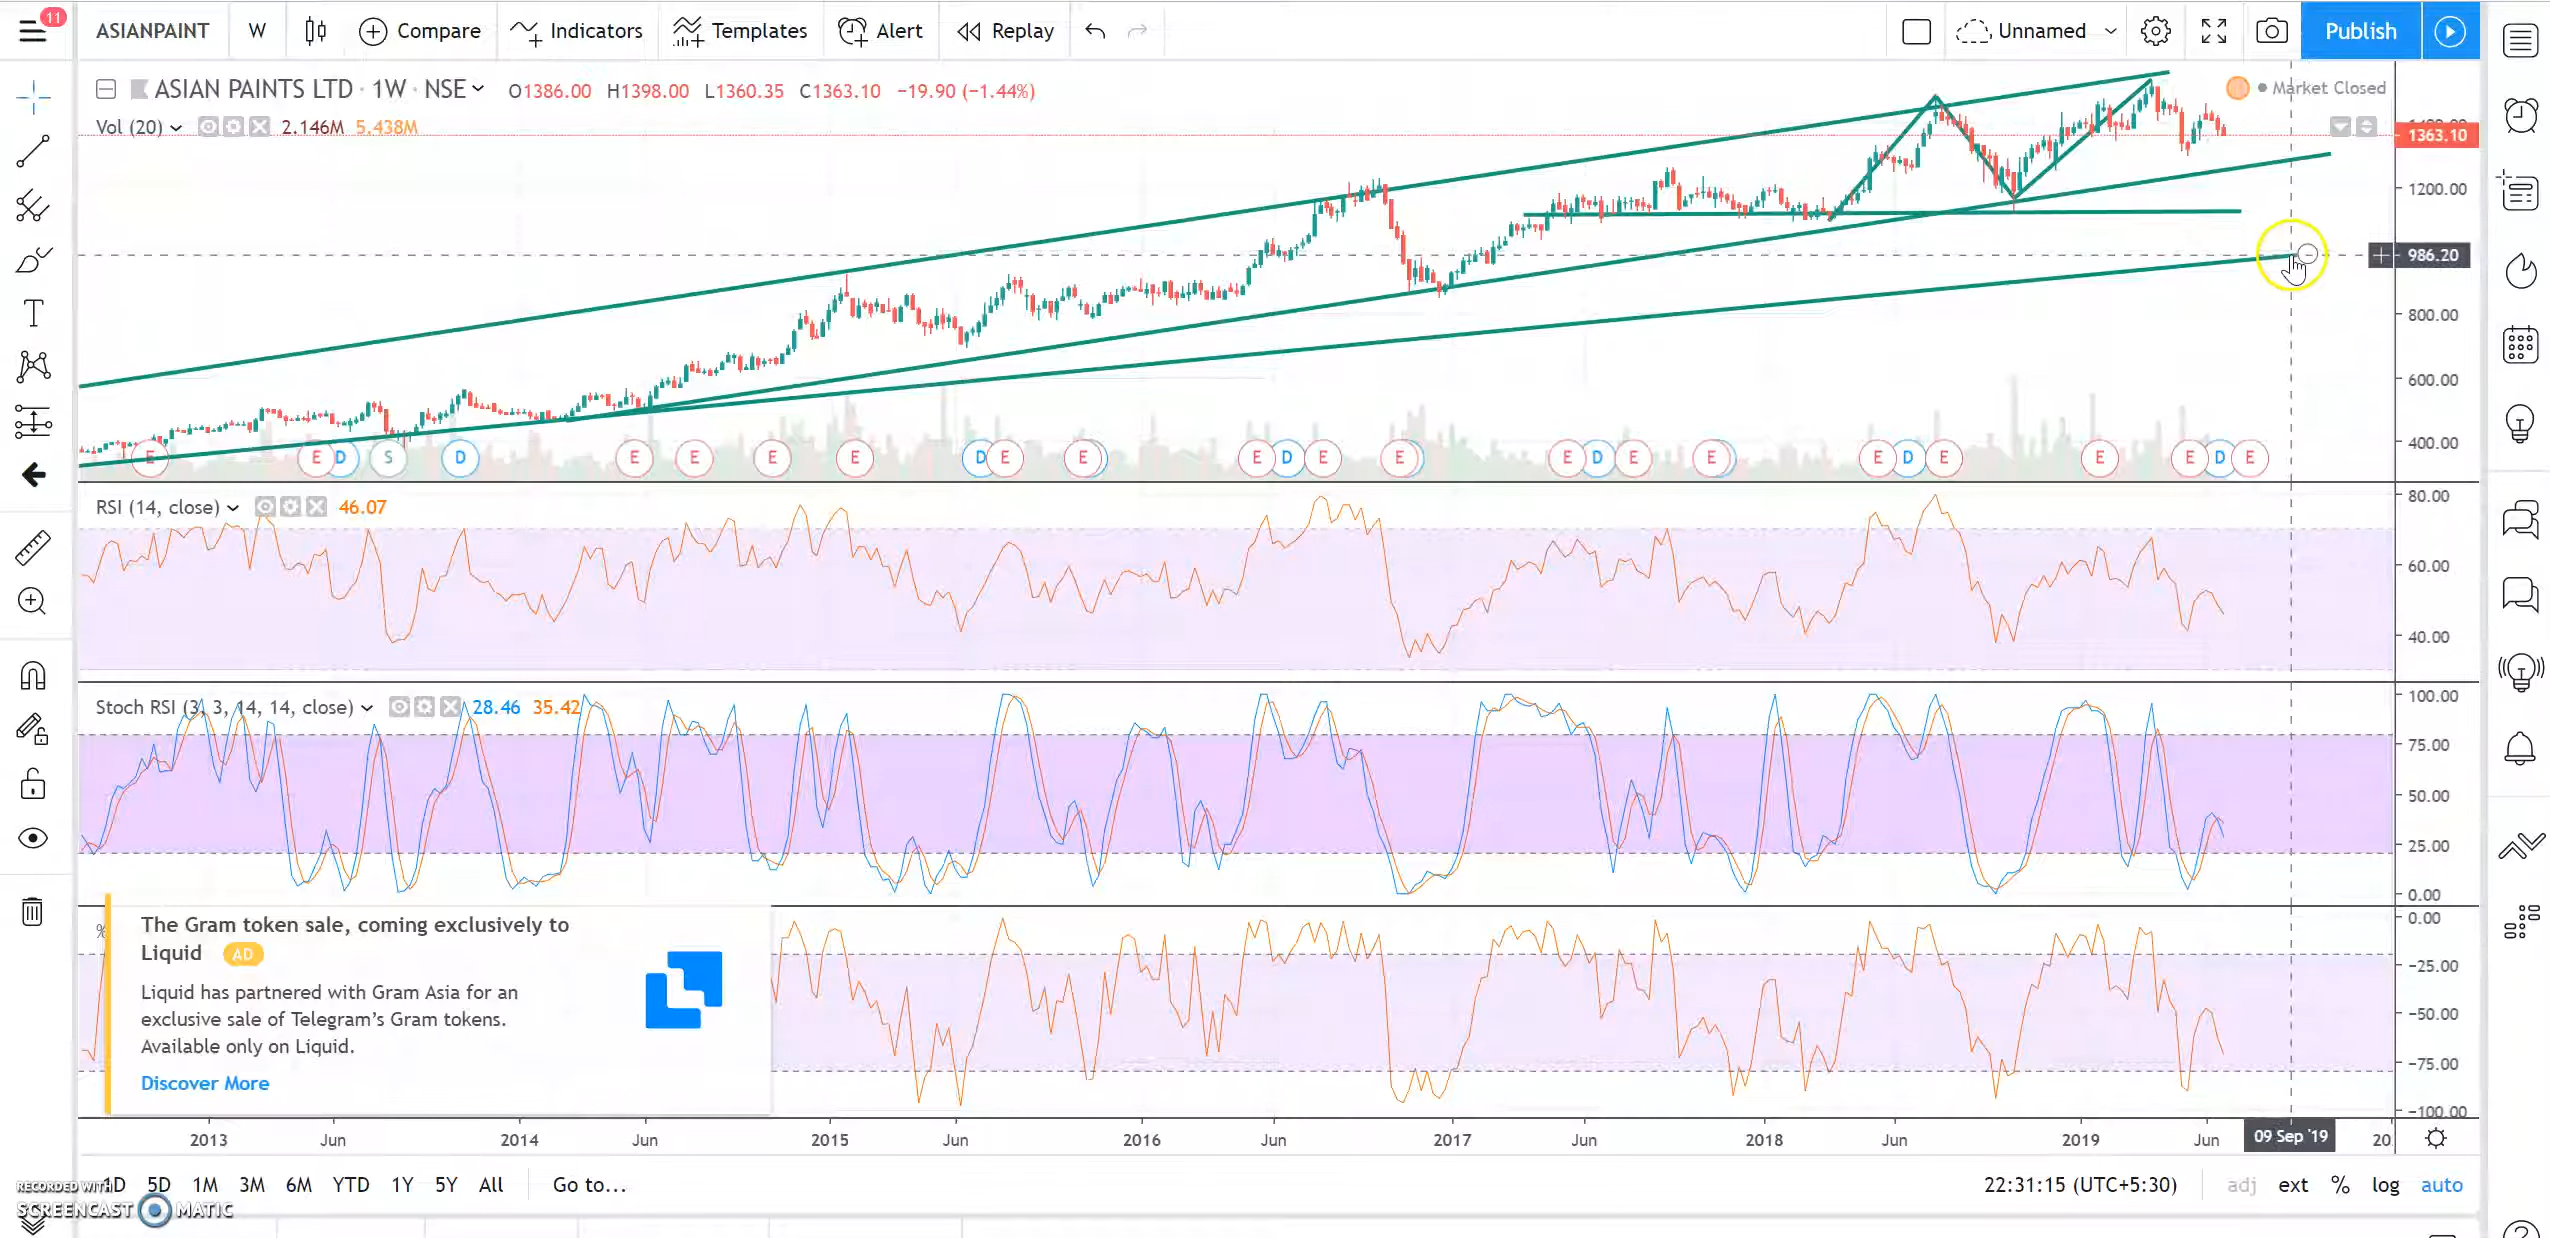 11
ASIANPAINT W Compare Indicators Templates Alert Replay Unnamed Publish
ASIAN PAINTS LTD · 1W · NSE O1386.00 H1398.00 L1360.35 C1363.10 −19.90 (−1.44%) Market Closed
Vol (20) 2.146M 5.438M
1363.10
1200.00
986.20
800.00
600.00
400.00
E E D S D E E E E D E E E D E E E D E E E D E E E D E
RSI (14, close) 46.07
80.00
60.00
40.00
Stoch RSI (3, 3, 14, 14, close) 28.46 35.42
100.00
75.00
50.00
25.00
0.00
%
0.00
−25.00
−50.00
−75.00
−100.00
The Gram token sale, coming exclusively to
Liquid AD
Liquid has partnered with Gram Asia for an
exclusive sale of Telegram's Gram tokens.
Available only on Liquid.
Discover More
2013 Jun 2014 Jun 2015 Jun 2016 Jun 2017 Jun 2018 Jun 2019 Jun 09 Sep '19 20
1D 5D 1M 3M 6M YTD 1Y 5Y All Go to... 22:31:15 (UTC+5:30) adj ext % log auto
RECORDED WITH
SCREENCAST MATIC